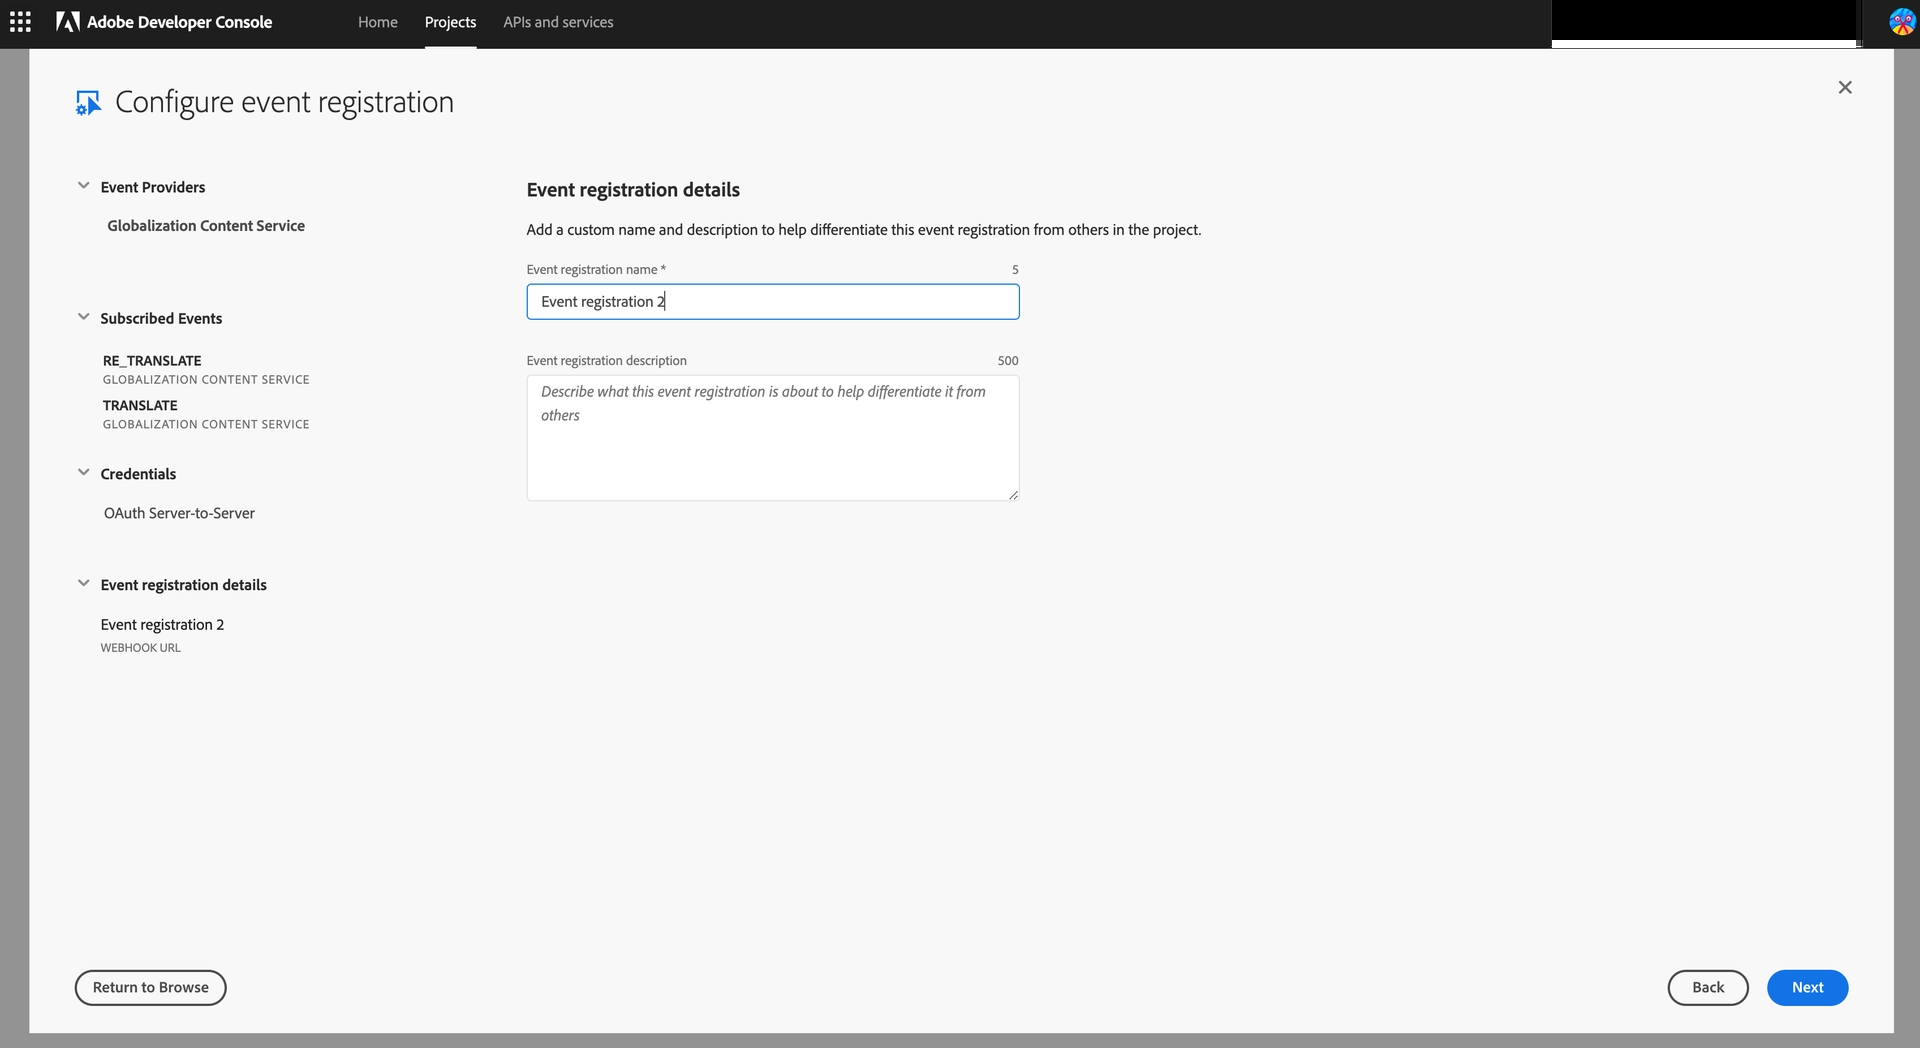 Adobe Developer Console
Home
Projects
APIs and services
Configure event registration
Event Providers
Globalization Content Service
Subscribed Events
RE_TRANSLATE
GLOBALIZATION CONTENT SERVICE
TRANSLATE
GLOBALIZATION CONTENT SERVICE
Credentials
OAuth Server-to-Server
Event registration details
Event registration 2
WEBHOOK URL
Event registration details
Add a custom name and description to help differentiate this event registration from others in the project.
Event registration name *
5
Event registration 2
Event registration description
500
Describe what this event registration is about to help differentiate it from
others
Return to Browse
Back
Next